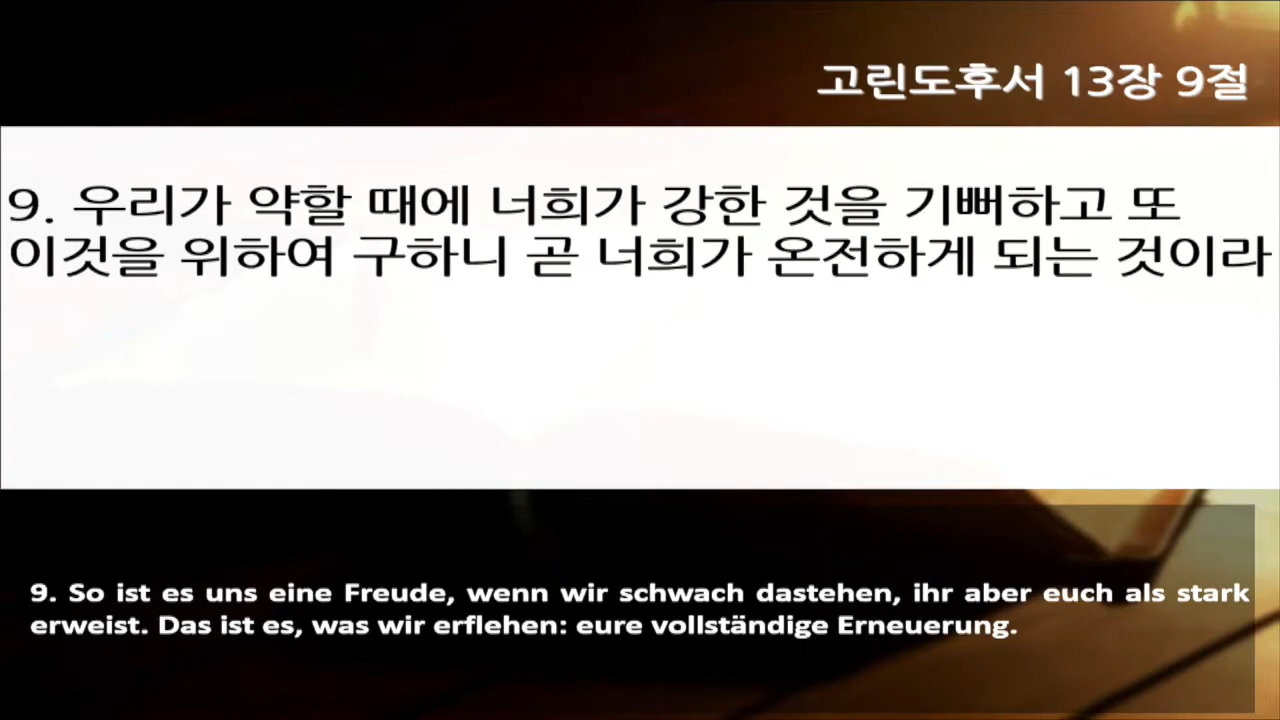 고린도후서 13장 9절
9. 우리가 약할 때에 너희가 강한 것을 기뻐하고 또
이것을 위하여 구하니 곧 너희가 온전하게 되는 것이라
9. So ist es uns eine Freude, wenn wir schwach dastehen, ihr aber euch als stark
erweist. Das ist es, was wir erflehen: eure vollständige Erneuerung.